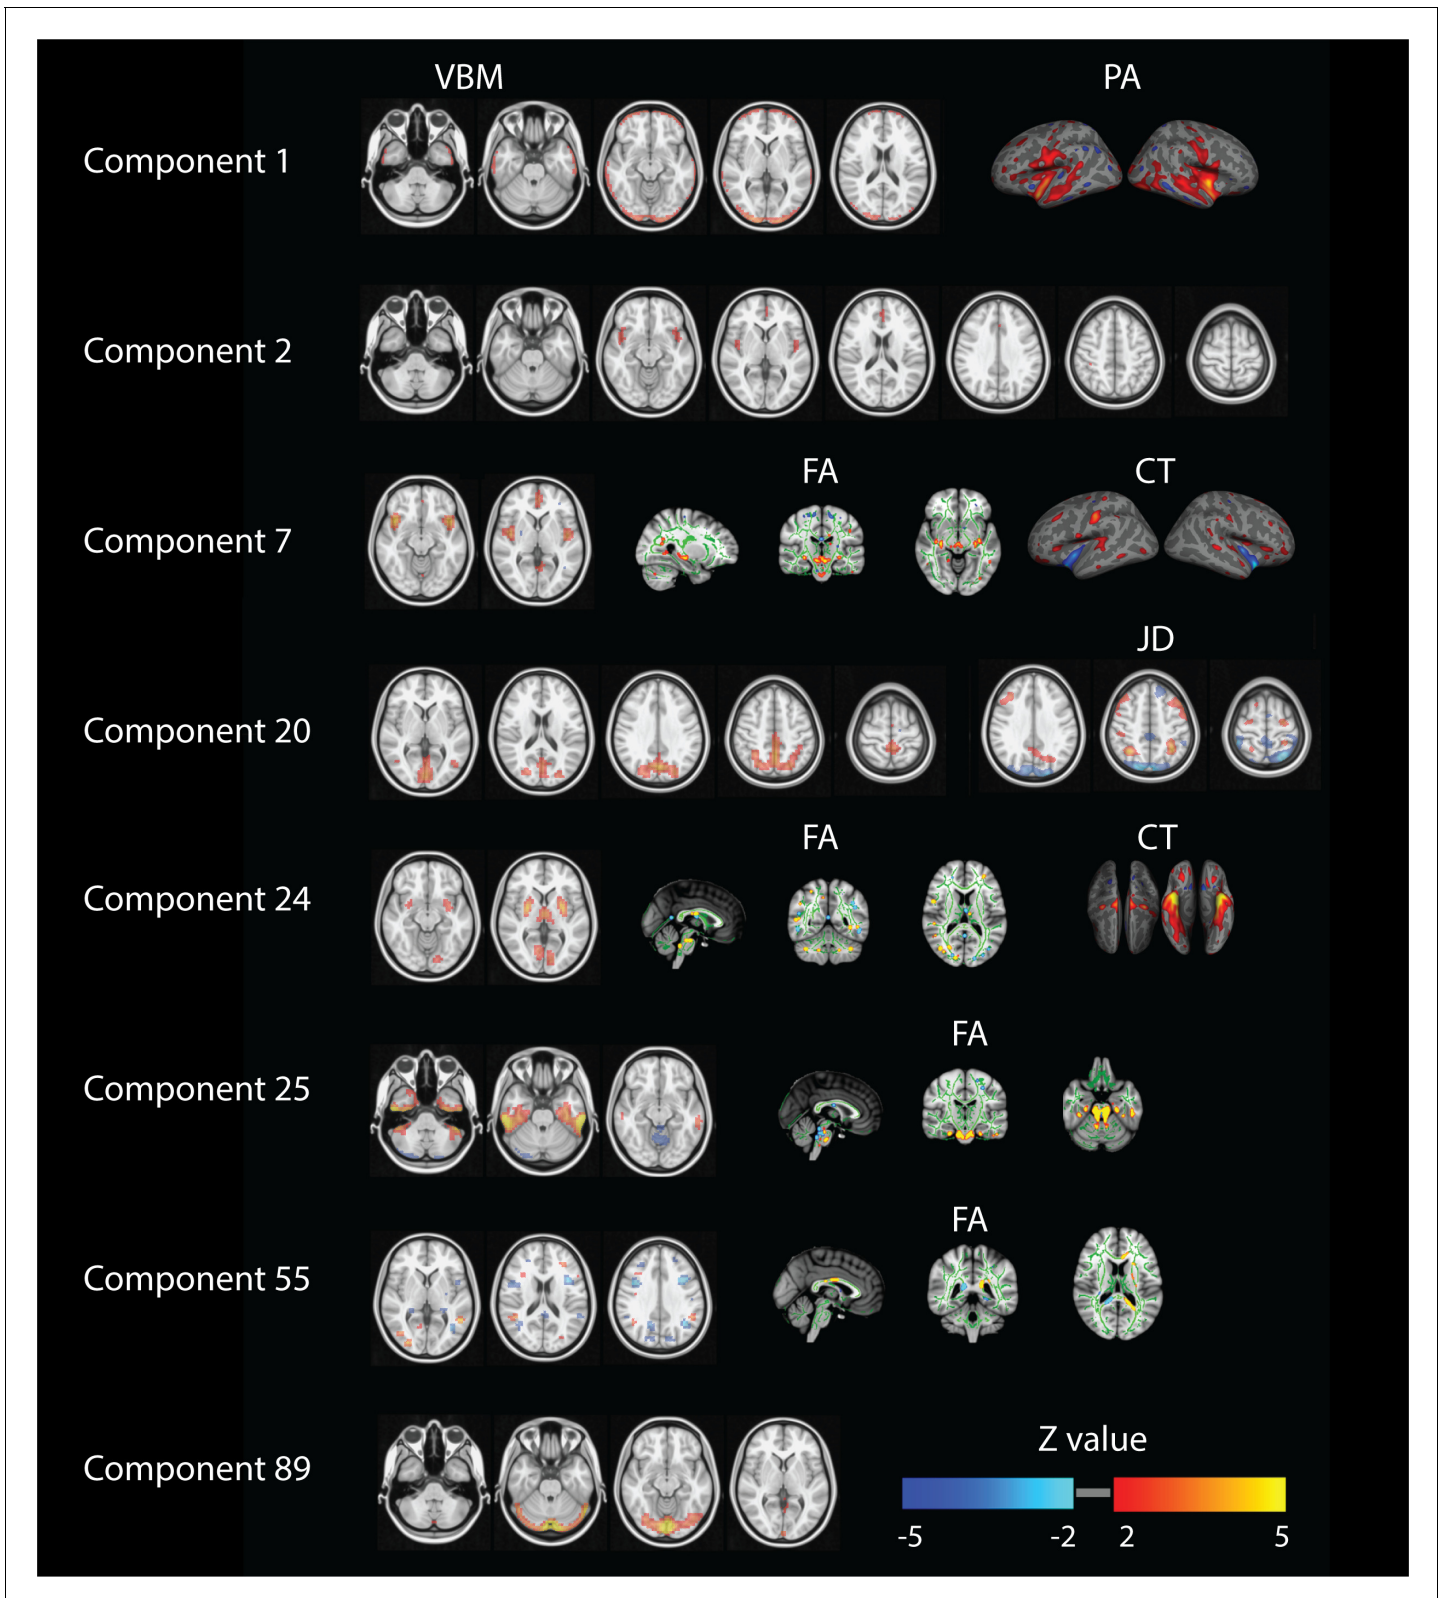 VBM PA
Component 1
Component 2
FA CT
Component 7
JD
Component 20
FA CT
Component 24
FA
Component 25
FA
Component 55
Z value
Component 89
-5 -2 2 5